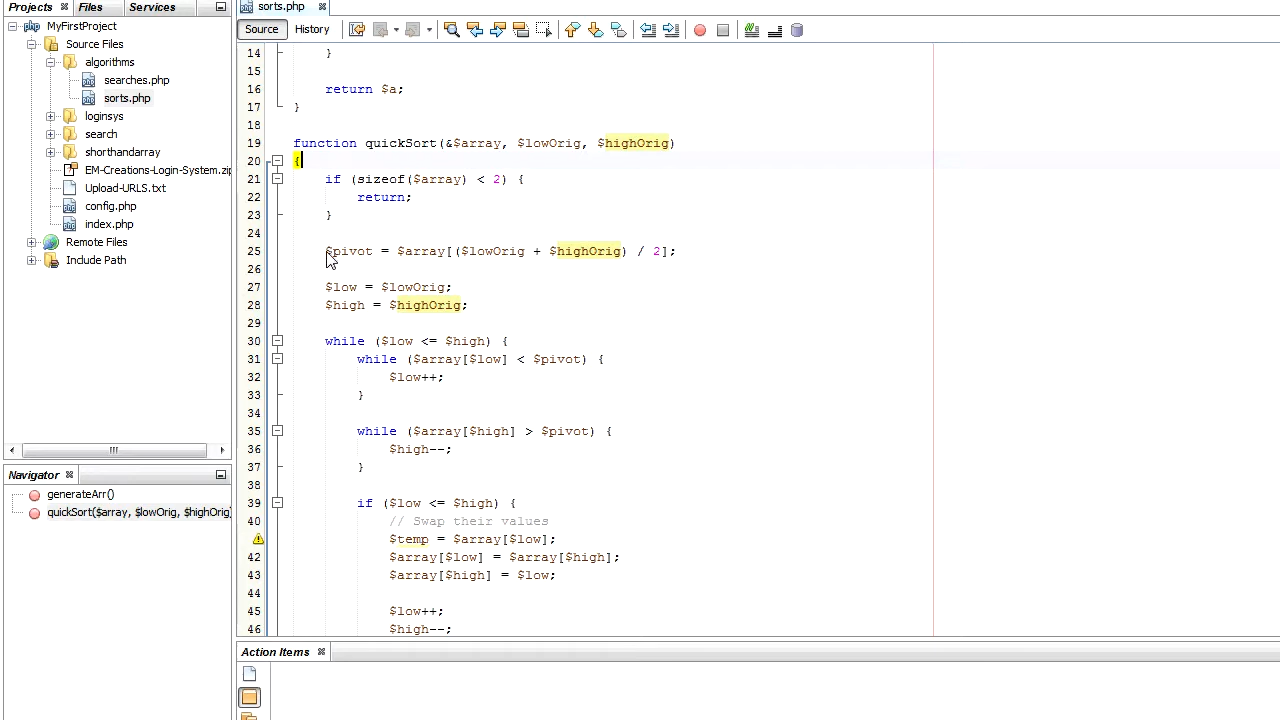 Projects Files Services
MyFirstProject
Source Files
algorithms
searches.php
sorts.php
loginsys
search
shorthandarray
EM-Creations-Login-System.zip
Upload-URLS.txt
config.php
index.php
Remote Files
Include Path
Navigator
generateArr()
quickSort($array, $lowOrig, $highOrig)
sorts.php
Source History
14 }
15
16 return $a;
17 }
18
19 function quickSort(&$array, $lowOrig, $highOrig)
20 {
21 if (sizeof($array) < 2) {
22 return;
23 }
24
25 $pivot = $array[($lowOrig + $highOrig) / 2];
26
27 $low = $lowOrig;
28 $high = $highOrig;
29
30 while ($low <= $high) {
31 while ($array[$low] < $pivot) {
32 $low++;
33 }
34
35 while ($array[$high] > $pivot) {
36 $high--;
37 }
38
39 if ($low <= $high) {
40 // Swap their values
$temp = $array[$low];
42 $array[$low] = $array[$high];
43 $array[$high] = $low;
44
45 $low++;
46 $high--;
Action Items